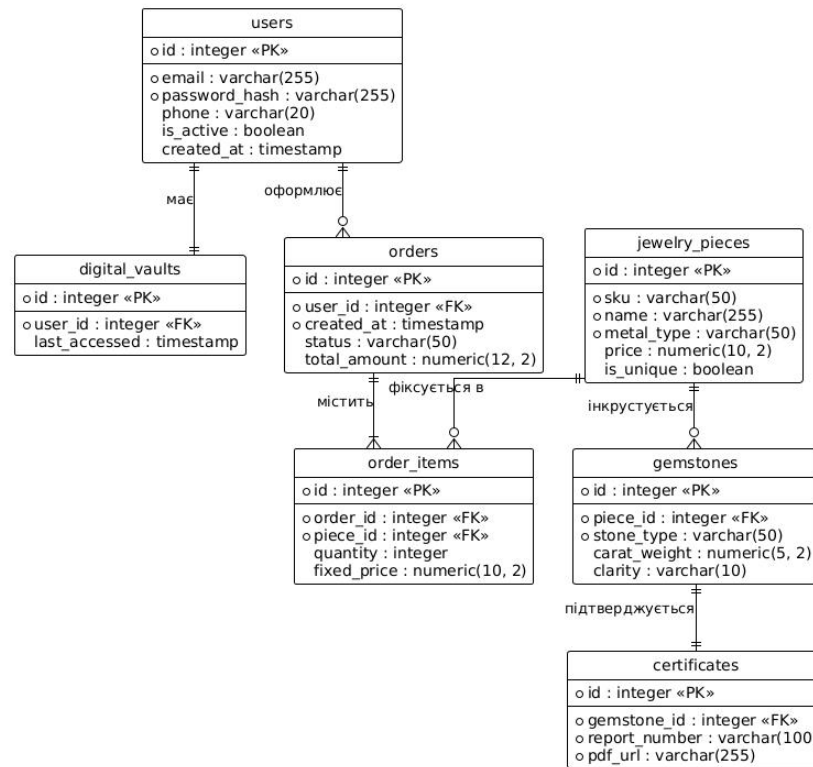 users
id : integer «PK»
email : varchar(255)
password_hash : varchar(255)
phone : varchar(20)
is_active : boolean
created_at : timestamp
має
оформлює
digital_vaults
id : integer «PK»
user_id : integer «FK»
last_accessed : timestamp
orders
id : integer «PK»
user_id : integer «FK»
created_at : timestamp
status : varchar(50)
total_amount : numeric(12, 2)
jewelry_pieces
id : integer «PK»
sku : varchar(50)
name : varchar(255)
metal_type : varchar(50)
price : numeric(10, 2)
is_unique : boolean
містить
фіксується в
інкрустується
order_items
id : integer «PK»
order_id : integer «FK»
piece_id : integer «FK»
quantity : integer
fixed_price : numeric(10, 2)
gemstones
id : integer «PK»
piece_id : integer «FK»
stone_type : varchar(50)
carat_weight : numeric(5, 2)
clarity : varchar(10)
підтверджується
certificates
id : integer «PK»
gemstone_id : integer «FK»
report_number : varchar(100
pdf_url : varchar(255)